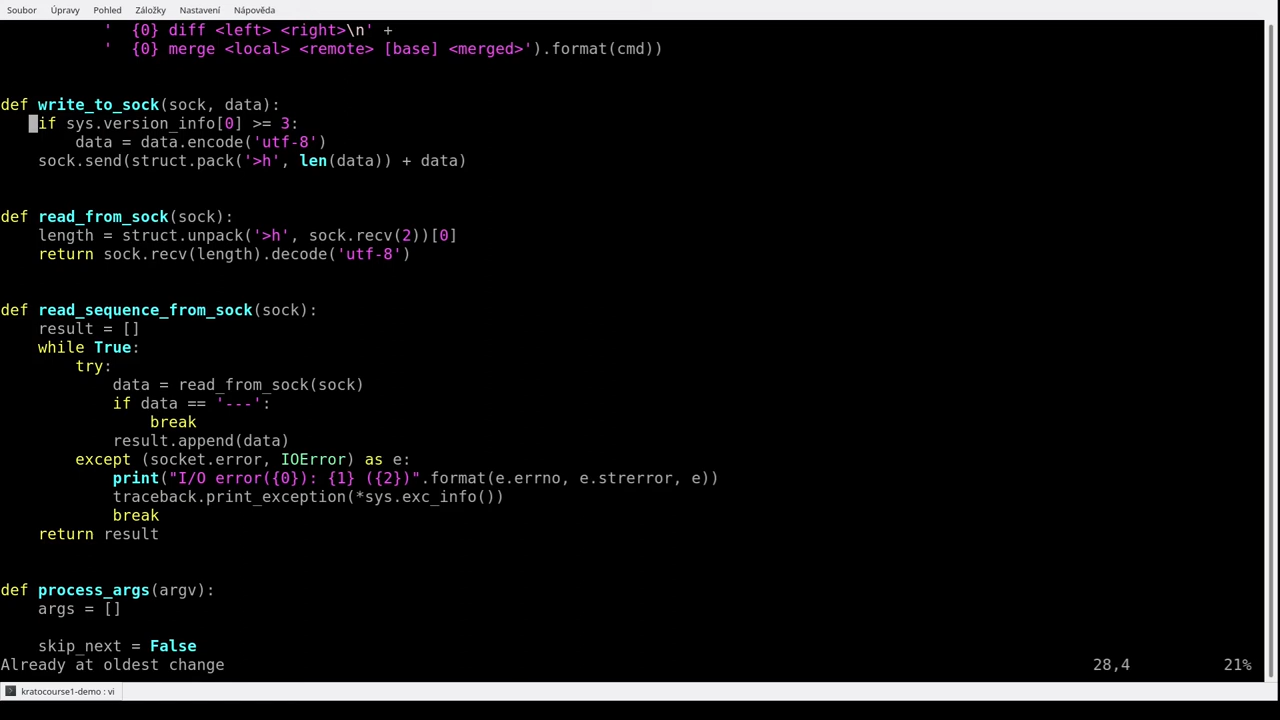 Soubor Úpravy Pohled Záložky Nastavení Nápověda
' {0} diff <left> <right>\n' +
' {0} merge <local> <remote> [base] <merged>').format(cmd))
def write_to_sock(sock, data):
if sys.version_info[0] >= 3:
data = data.encode('utf-8')
sock.send(struct.pack('>h', len(data)) + data)
def read_from_sock(sock):
length = struct.unpack('>h', sock.recv(2))[0]
return sock.recv(length).decode('utf-8')
def read_sequence_from_sock(sock):
result = []
while True:
try:
data = read_from_sock(sock)
if data == '---':
break
result.append(data)
except (socket.error, IOError) as e:
print("I/O error({0}): {1} ({2})".format(e.errno, e.strerror, e))
traceback.print_exception(*sys.exc_info())
break
return result
def process_args(argv):
args = []
skip_next = False
Already at oldest change 28,4 21%
kratocourse1-demo : vi